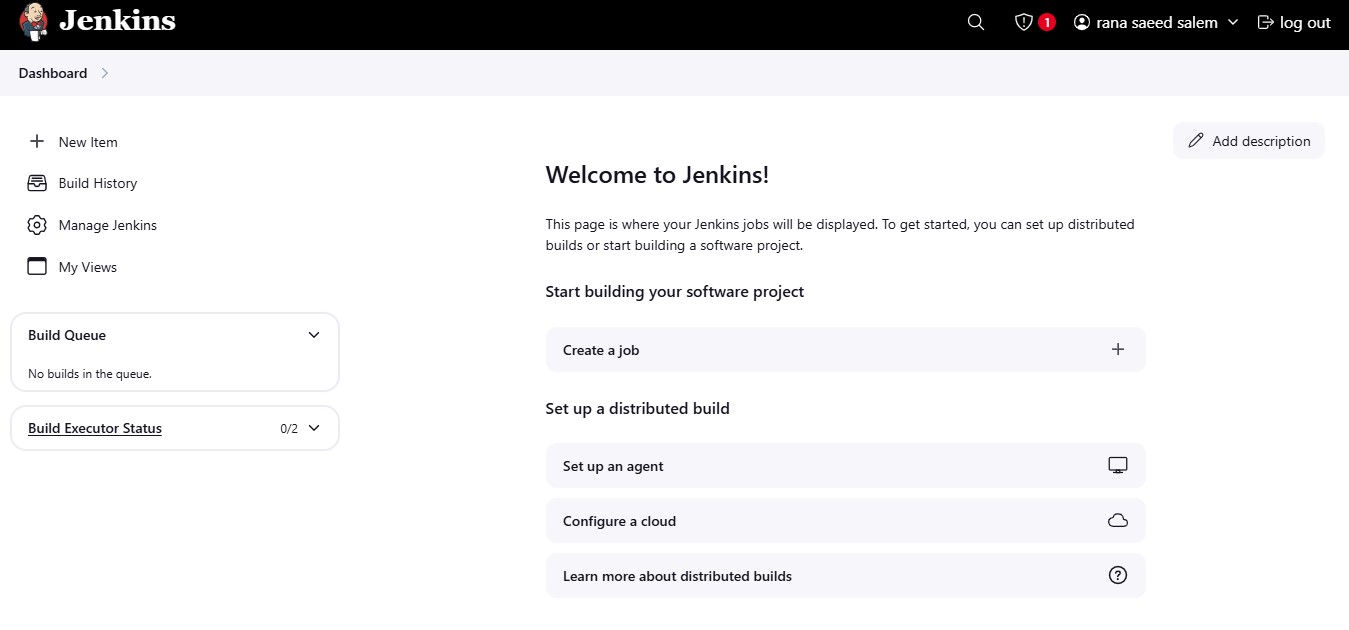 Jenkins
1
rana saeed salem
log out
Dashboard
New Item
Build History
Manage Jenkins
My Views
Build Queue
No builds in the queue.
Build Executor Status
0/2
Add description
Welcome to Jenkins!
This page is where your Jenkins jobs will be displayed. To get started, you can set up distributed
builds or start building a software project.
Start building your software project
Create a job
Set up a distributed build
Set up an agent
Configure a cloud
Learn more about distributed builds